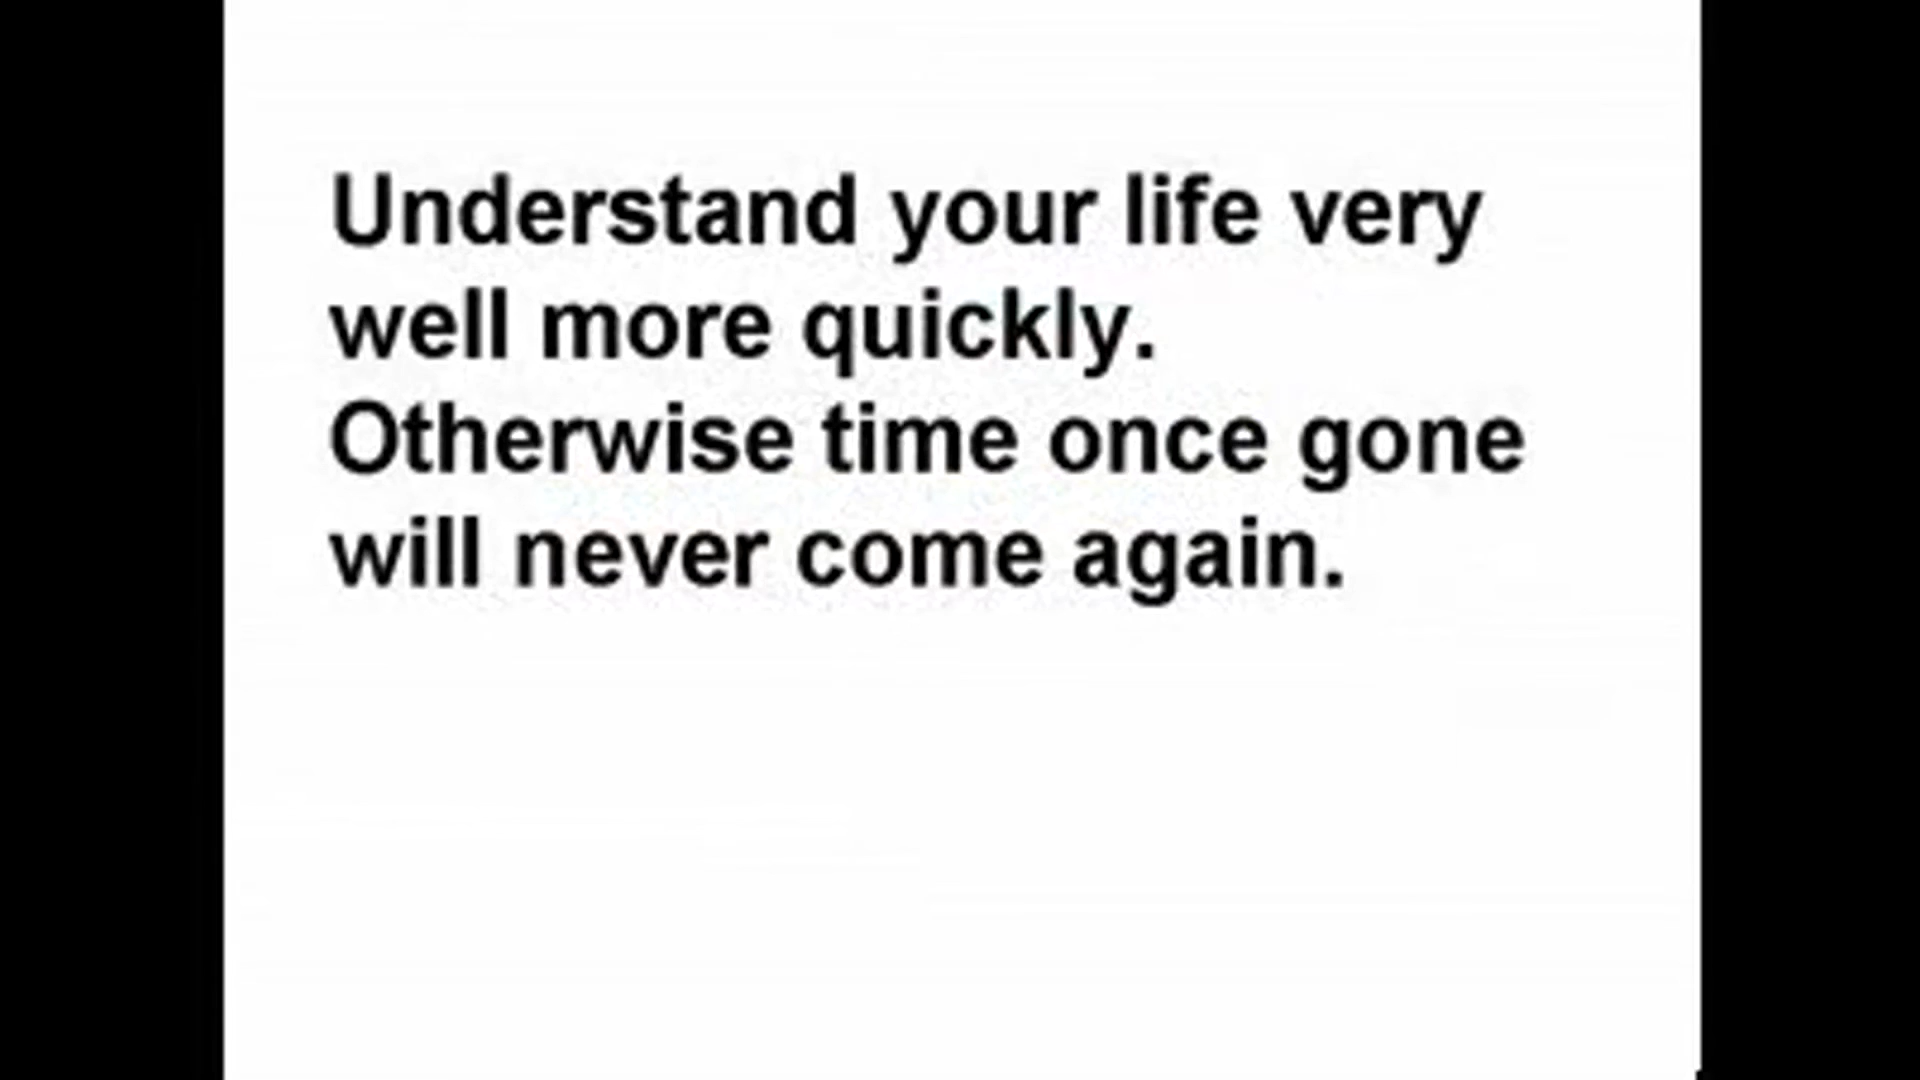 Understand your life very
well more quickly.
Otherwise time once gone
will never come again.